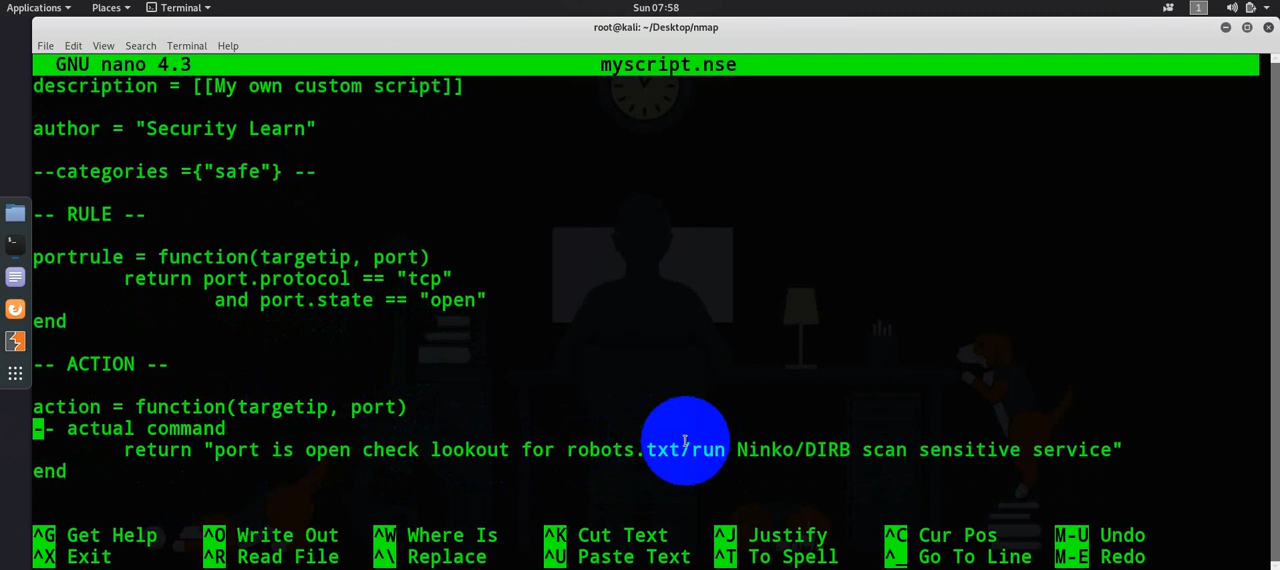 Applications Places Terminal Sun 07:58 1
root@kali: ~/Desktop/nmap
File Edit View Search Terminal Help
GNU nano 4.3 myscript.nse
description = [[My own custom script]]
author = "Security Learn"
--categories ={"safe"} --
-- RULE --
portrule = function(targetip, port)
return port.protocol == "tcp"
and port.state == "open"
end
-- ACTION --
action = function(targetip, port)
-- actual command
return "port is open check lookout for robots.txt/run Ninko/DIRB scan sensitive service"
end
^G Get Help ^O Write Out ^W Where Is ^K Cut Text ^J Justify ^C Cur Pos M-U Undo
^X Exit ^R Read File ^\ Replace ^U Paste Text ^T To Spell ^_ Go To Line M-E Redo